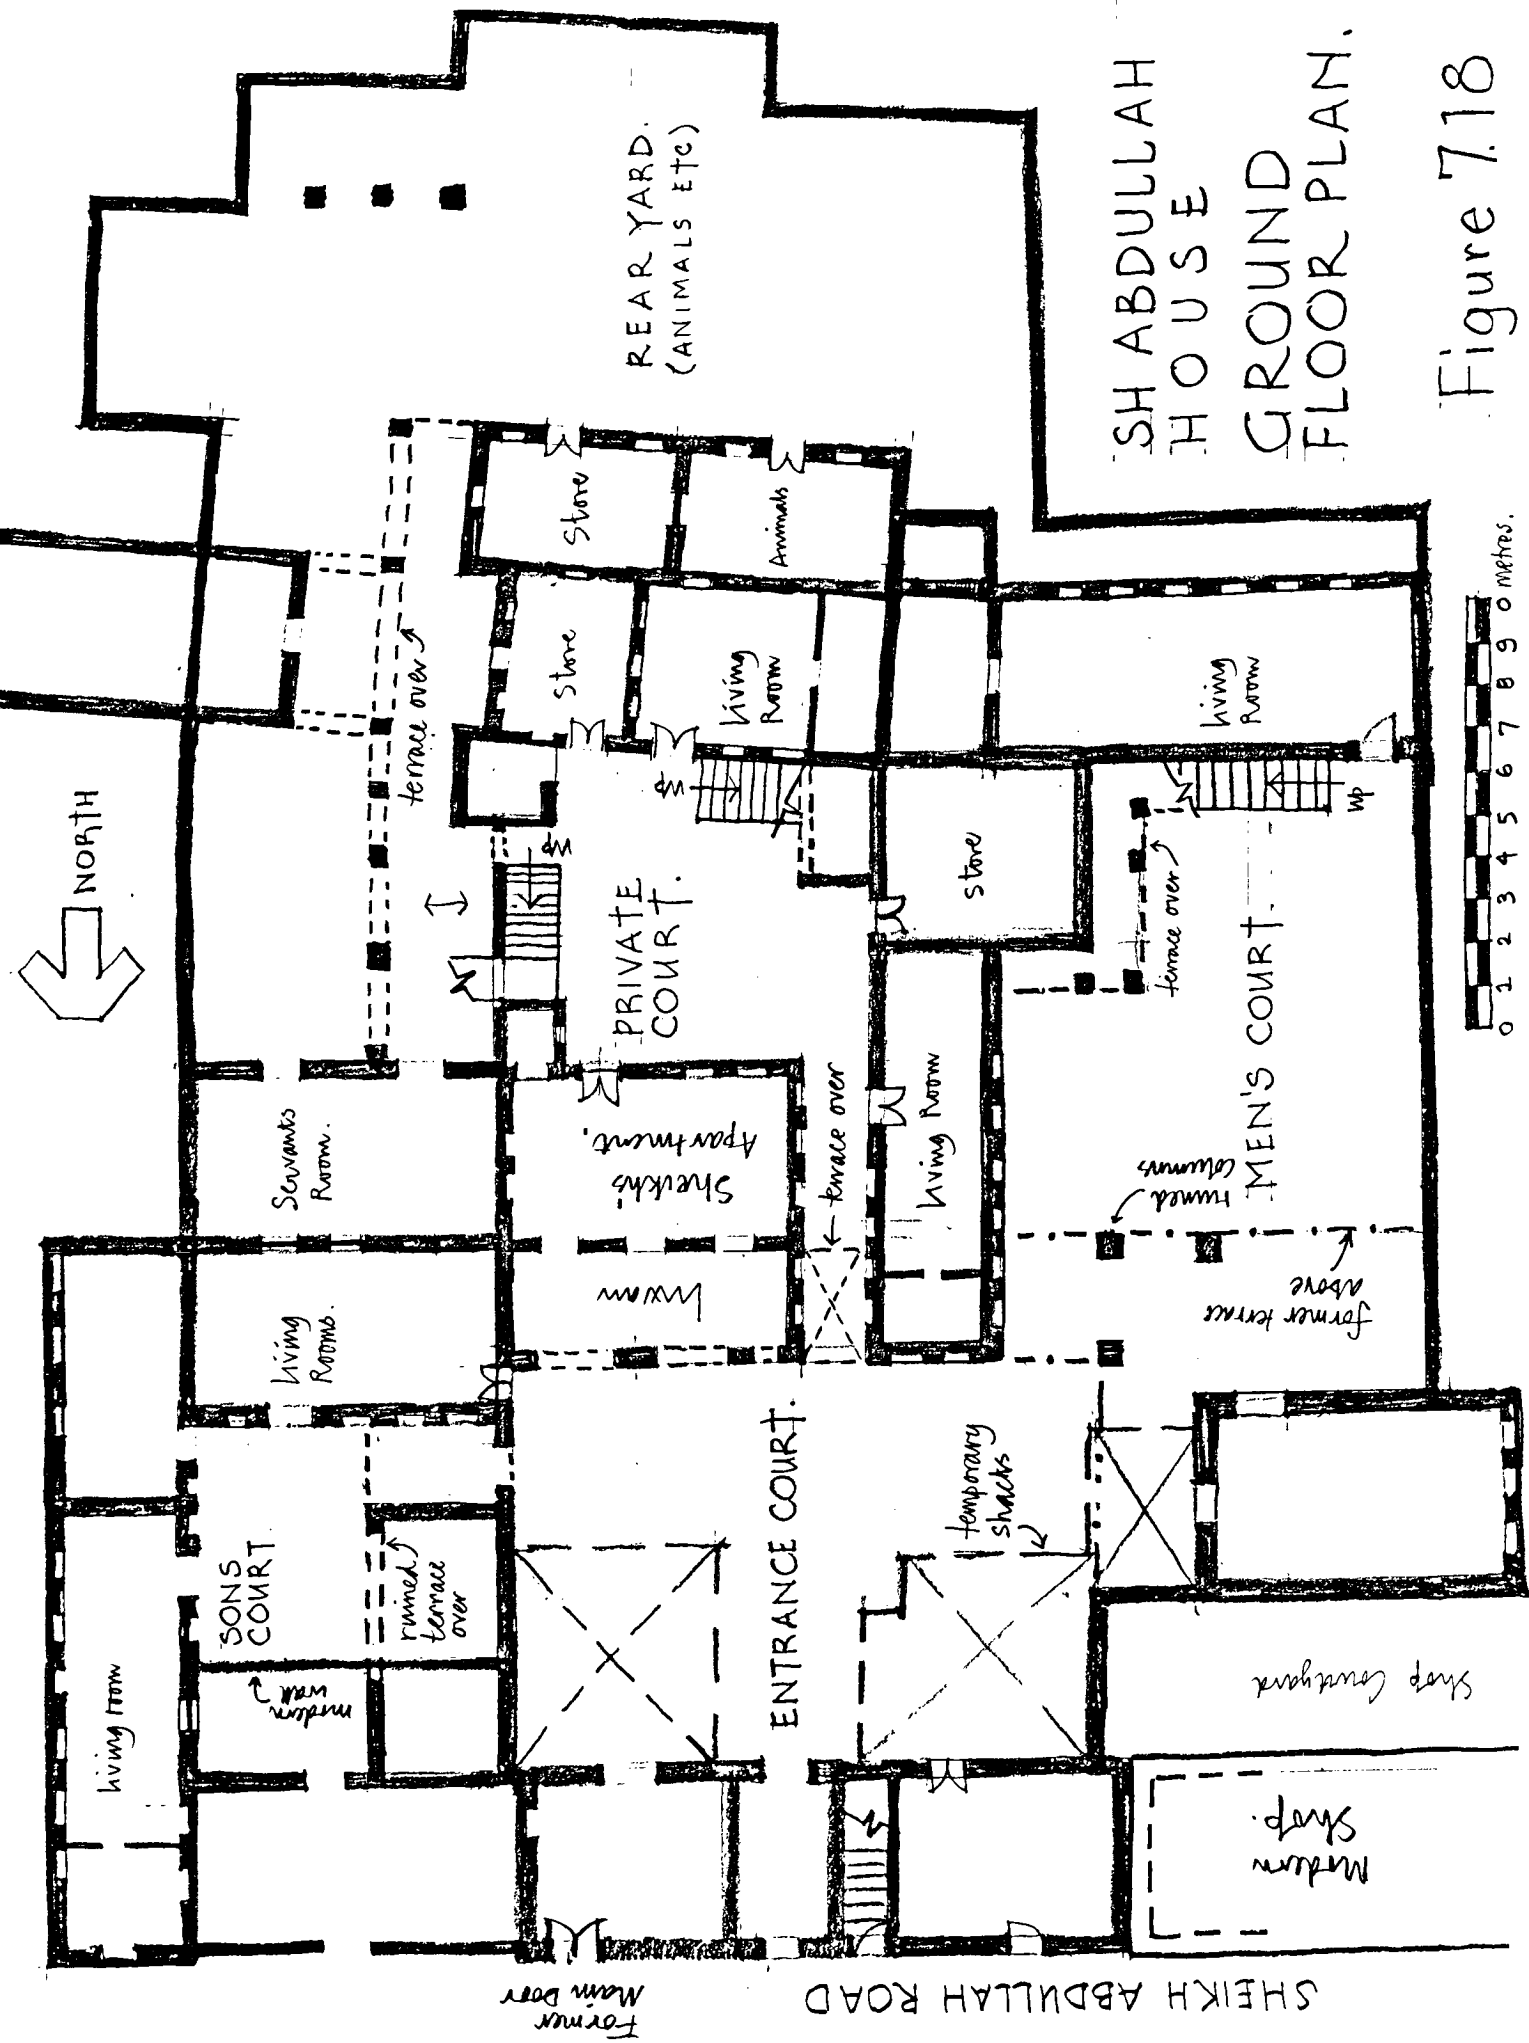 SH ABDULLAH
HOUSE
GROUND
FLOOR PLAN.
Figure 7.18
NORTH
REAR YARD.
(ANIMALS ETC)
terrace over
Store
Animals
Store
Living
Room
Living
Room
up
up
up
PRIVATE
COURT.
store
terrace over
MEN'S COURT.
Servants
Room.
Sheikh's
Apartment.
terrace over
Living Room
ruined
columns
former terrace
above
Living
Rooms.
Liwan
SONS
COURT
ruined
terrace
over
modern
wall
living room
ENTRANCE COURT.
temporary
shacks
Shop Courtyard
Modern
Shop.
Former
Main Door
SHEIKH ABDULLAH ROAD
0 1 2 3 4 5 6 7 8 9 0 metres.